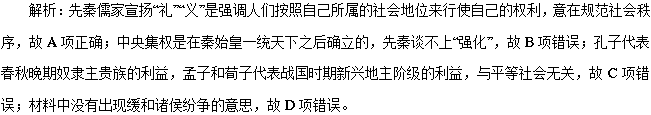 解析：先秦儒家宣扬“礼”“义”是强调人们按照自己所属的社会地位来行使自己的权利，意在规范社会秩
序，故 A 项正确；中央集权是在秦始皇一统天下之后确立的，先秦谈不上“强化”，故 B 项错误；孔子代表
春秋晚期奴隶主贵族的利益，孟子和荀子代表战国时期新兴地主阶级的利益，与平等社会无关，故 C 项错
误；材料中没有出现缓和诸侯纷争的意思，故 D 项错误。